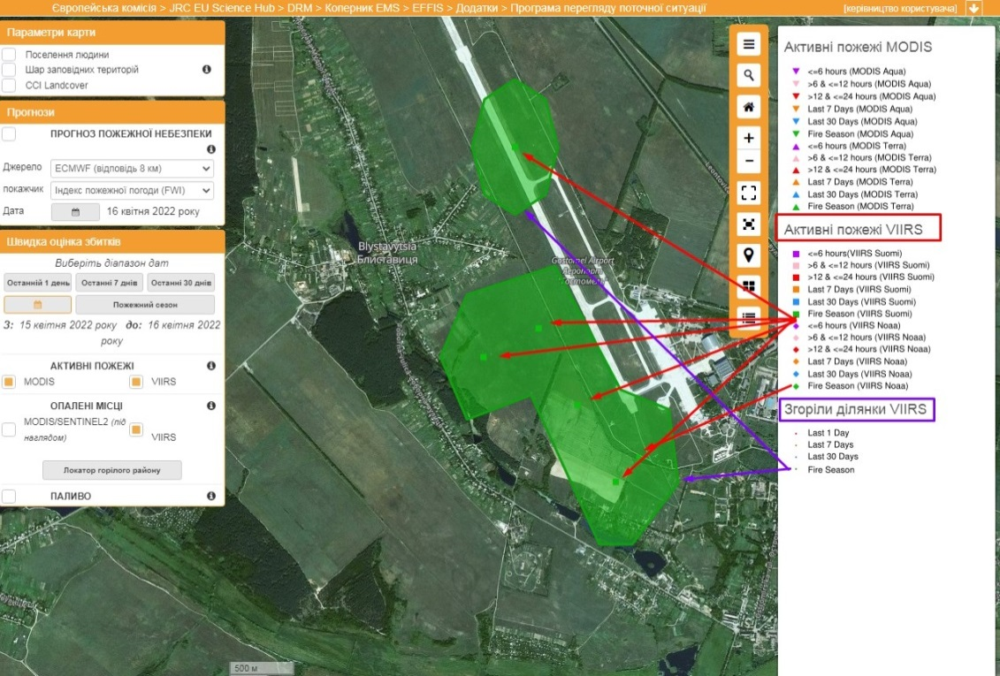 Європейська комісія > JRC EU Science Hub > DRM > Коперник EMS > EFFIS > Додатки > Програма перегляду поточної ситуації
[керівництво користувача]
Параметри карти
Поселення людини
Шар заповідних територій
CCI Landcover
Прогнози
ПРОГНОЗ ПОЖЕЖНОЇ НЕБЕЗПЕКИ
Джерело
ECMWF (відповідь 8 км)
покажчик
Індекс пожежної погоди (FWI)
Дата
16 квітня 2022 року
Швидка оцінка збитків
Виберіть діапазон дат
Останній 1 день
Останні 7 днів
Останні 30 днів
Пожежний сезон
З: 15 квітня 2022 року до: 16 квітня 2022
року
АКТИВНІ ПОЖЕЖІ
MODIS
VIIRS
ОПАЛЕНІ МІСЦІ
MODIS/SENTINEL2 (під
наглядом)
VIIRS
Локатор горілого району
ПАЛИВО
Blystavytsia
Блиставиця
Gostomel Airport
Аеропорт
"Гостомель"
500 м
Активні пожежі MODIS
<=6 hours (MODIS Aqua)
>6 & <=12 hours (MODIS Aqua)
>12 & <=24 hours (MODIS Aqua)
Last 7 Days (MODIS Aqua)
Last 30 Days (MODIS Aqua)
Fire Season (MODIS Aqua)
<=6 hours (MODIS Terra)
>6 & <=12 hours (MODIS Terra)
>12 & <=24 hours (MODIS Terra)
Last 7 Days (MODIS Terra)
Last 30 Days (MODIS Terra)
Fire Season (MODIS Terra)
Активні пожежі VIIRS
<=6 hours(VIIRS Suomi)
>6 & <=12 hours (VIIRS Suomi)
>12 & <=24 hours (VIIRS Suomi)
Last 7 Days (VIIRS Suomi)
Last 30 Days (VIIRS Suomi)
Fire Season (VIIRS Suomi)
<=6 hours (VIIRS Noaa)
>6 & <=12 hours (VIIRS Noaa)
>12 & <=24 hours (VIIRS Noaa)
Last 7 Days (VIIRS Noaa)
Last 30 Days (VIIRS Noaa)
Fire Season (VIIRS Noaa)
Згоріли ділянки VIIRS
Last 1 Day
Last 7 Days
Last 30 Days
Fire Season